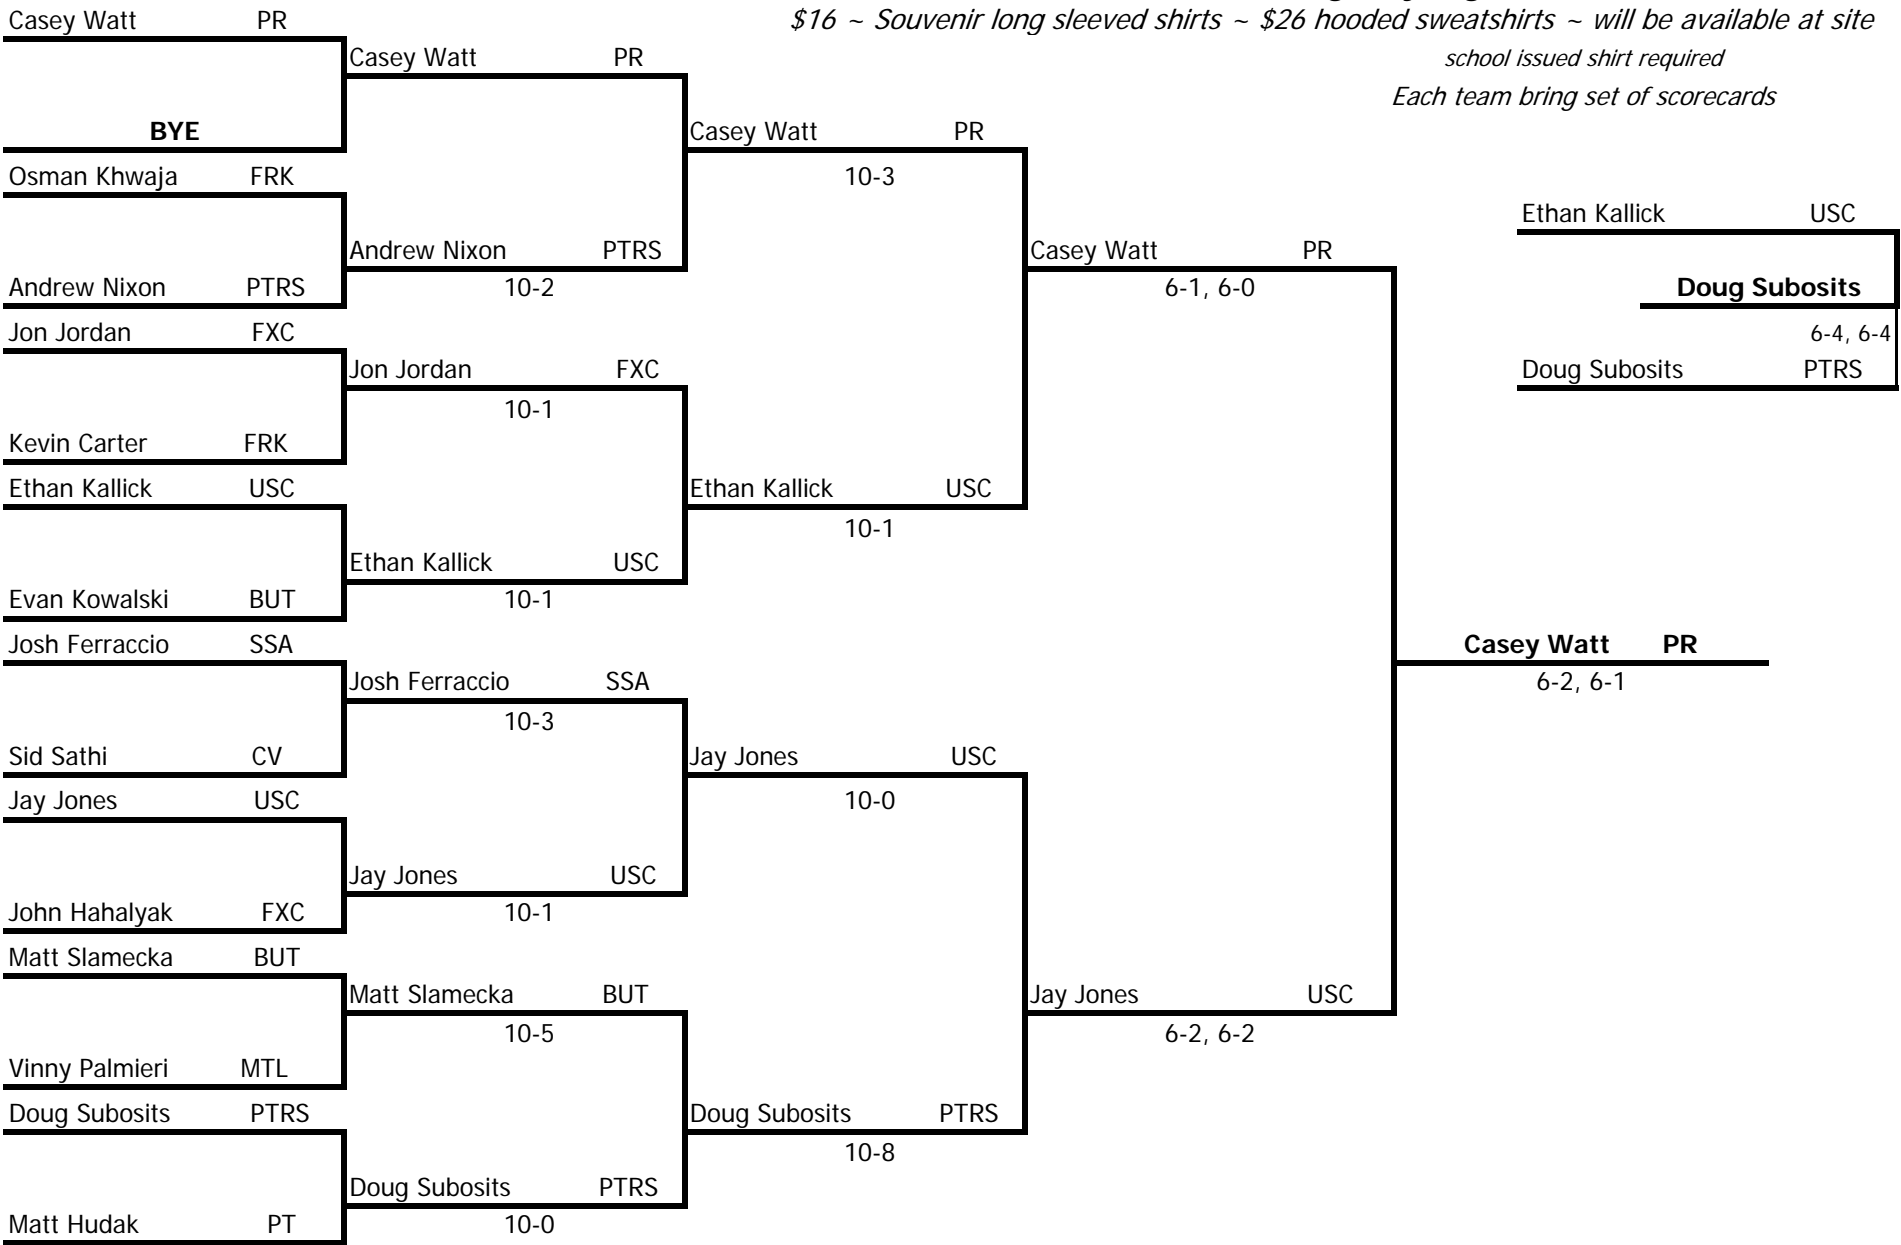 $16 ~ Souvenir long sleeved shirts ~ $26 hooded sweatshirts ~ will be available at site
school issued shirt required
Each team bring set of scorecards
Casey Watt PR
BYE
Osman Khwaja FRK
Andrew Nixon PTRS
Jon Jordan FXC
Kevin Carter FRK
Ethan Kallick USC
Evan Kowalski BUT
Josh Ferraccio SSA
Sid Sathi CV
Jay Jones USC
John Hahalyak FXC
Matt Slamecka BUT
Vinny Palmieri MTL
Doug Subosits PTRS
Matt Hudak PT
Casey Watt PR
Andrew Nixon PTRS
10-2
Jon Jordan FXC
10-1
Ethan Kallick USC
10-1
Josh Ferraccio SSA
10-3
Jay Jones USC
10-1
Matt Slamecka BUT
10-5
Doug Subosits PTRS
10-0
Casey Watt PR
10-3
Ethan Kallick USC
10-1
Jay Jones USC
10-0
Doug Subosits PTRS
10-8
Casey Watt PR
6-1, 6-0
Jay Jones USC
6-2, 6-2
Casey Watt PR
6-2, 6-1
Ethan Kallick USC
Doug Subosits
6-4, 6-4
Doug Subosits PTRS